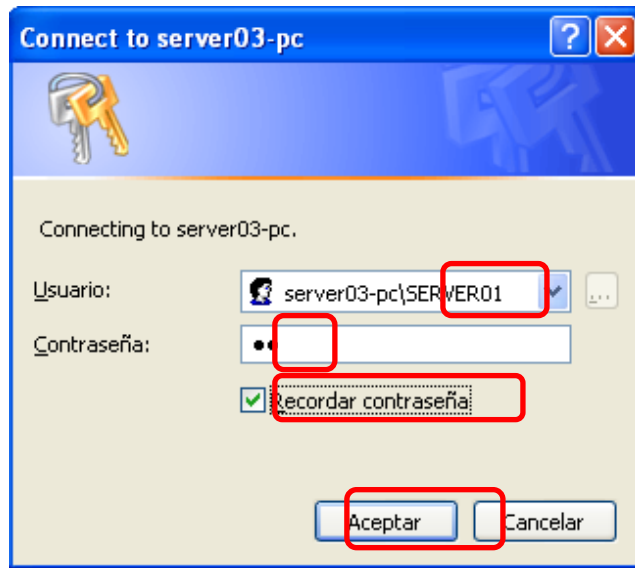 Connect to server03-pc
Connecting to server03-pc.
Usuario: server03-pc\SERVER01 ...
Contraseña: ●●
Recordar contraseña
Aceptar Cancelar